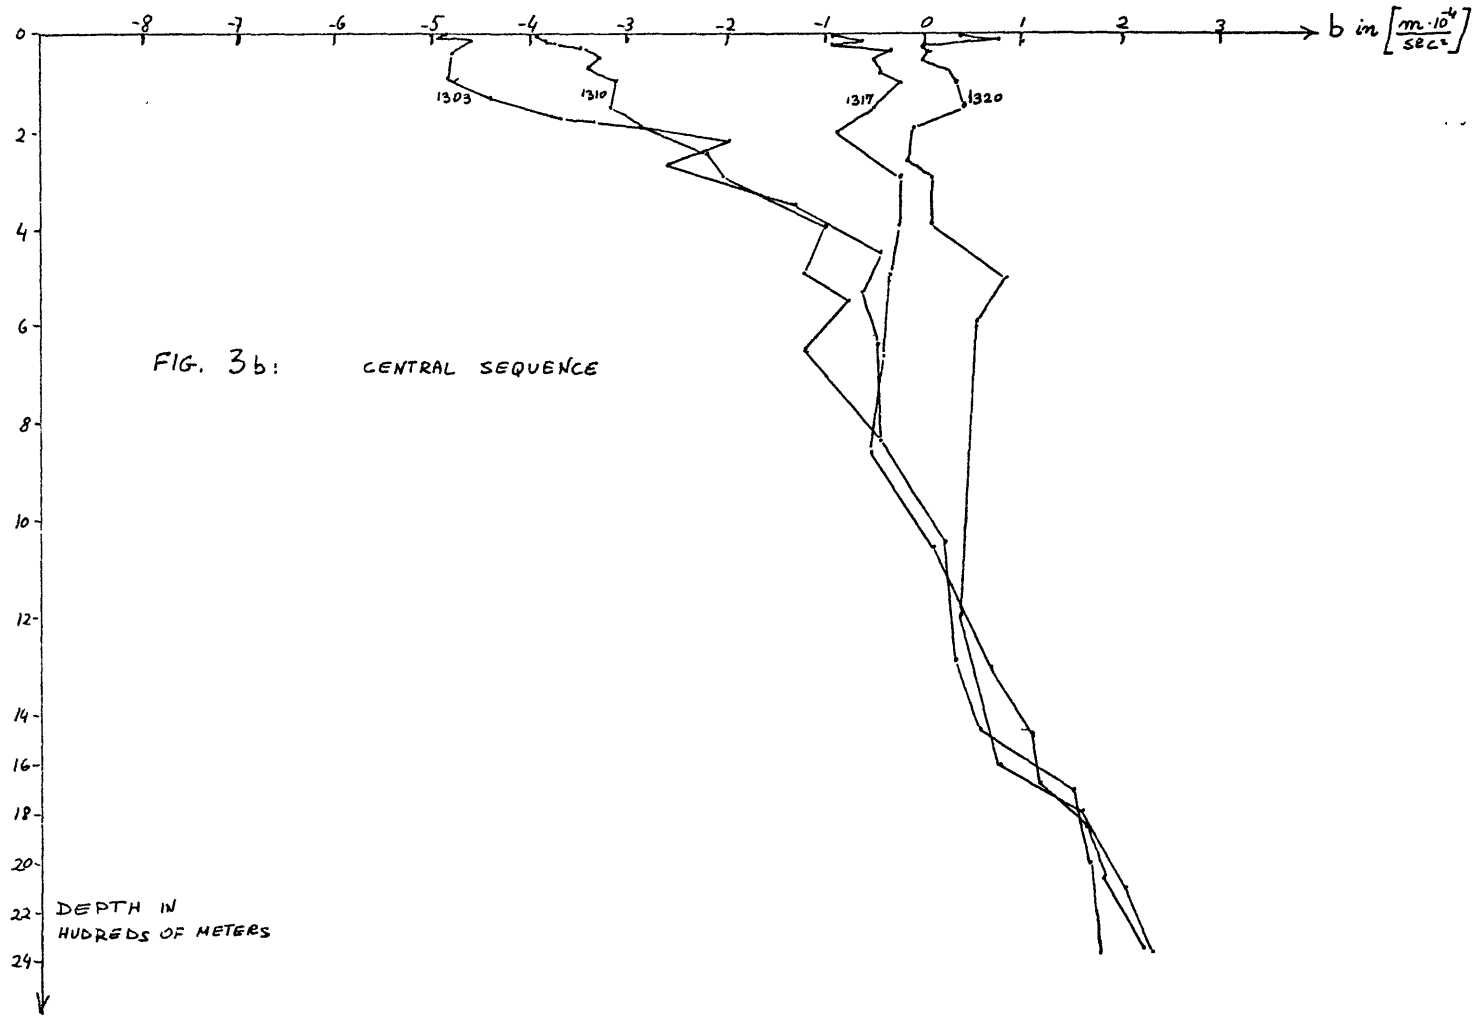 -8 -7 -6 -5 -4 -3 -2 -1 0 1 2 3
b in [m·10⁻⁴/sec²]
0
1303 1310 1317 1320
2
4
6
FIG. 3b: CENTRAL SEQUENCE
8
10
12
14
16
18
20
22
DEPTH IN
HUDREDS OF METERS
24